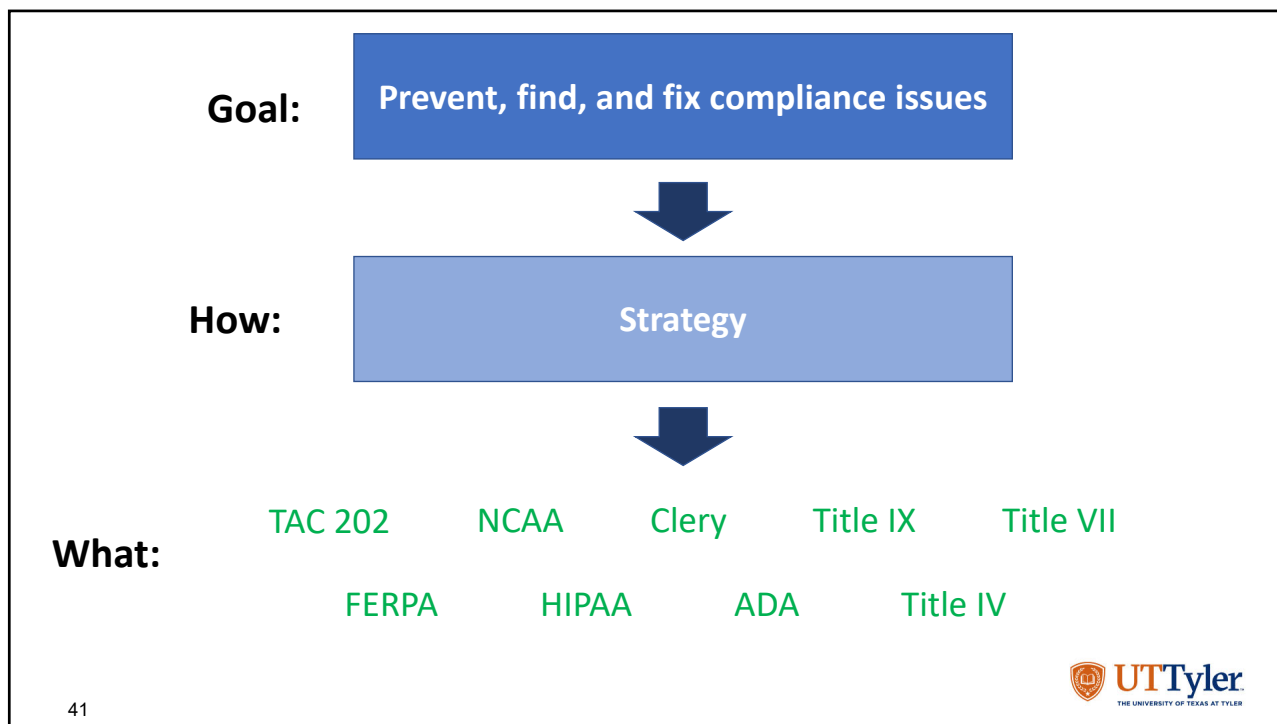 Goal:
Prevent, find, and fix compliance issues
How:
Strategy
What:
TAC 202 NCAA Clery Title IX Title VII
FERPA HIPAA ADA Title IV
41
UTTyler
THE UNIVERSITY OF TEXAS AT TYLER